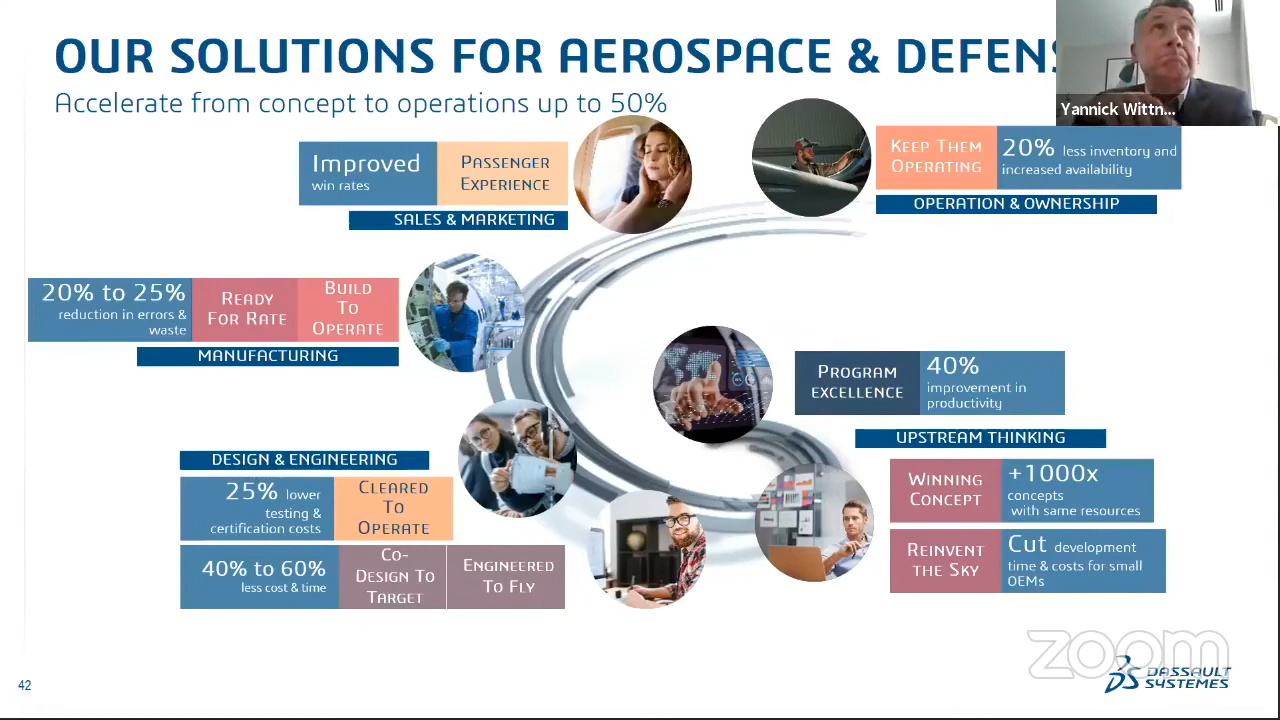 OUR SOLUTIONS FOR AEROSPACE & DEFENS
Accelerate from concept to operations up to 50%
Yannick Wittn...
Improved
win rates
PASSENGER
EXPERIENCE
SALES & MARKETING
KEEP THEM
OPERATING
20% less inventory and
increased availability
OPERATION & OWNERSHIP
20% to 25%
reduction in errors &
waste
READY
FOR RATE
BUILD
TO
OPERATE
MANUFACTURING
PROGRAM
EXCELLENCE
40%
improvement in
productivity
UPSTREAM THINKING
DESIGN & ENGINEERING
25% lower
testing &
certification costs
CLEARED
TO
OPERATE
WINNING
CONCEPT
+1000x
concepts
with same resources
40% to 60%
less cost & time
CO-
DESIGN TO
TARGET
ENGINEERED
TO FLY
REINVENT
THE SKY
Cut development
time & costs for small
OEMs
zoom
42
DASSAULT
SYSTEMES